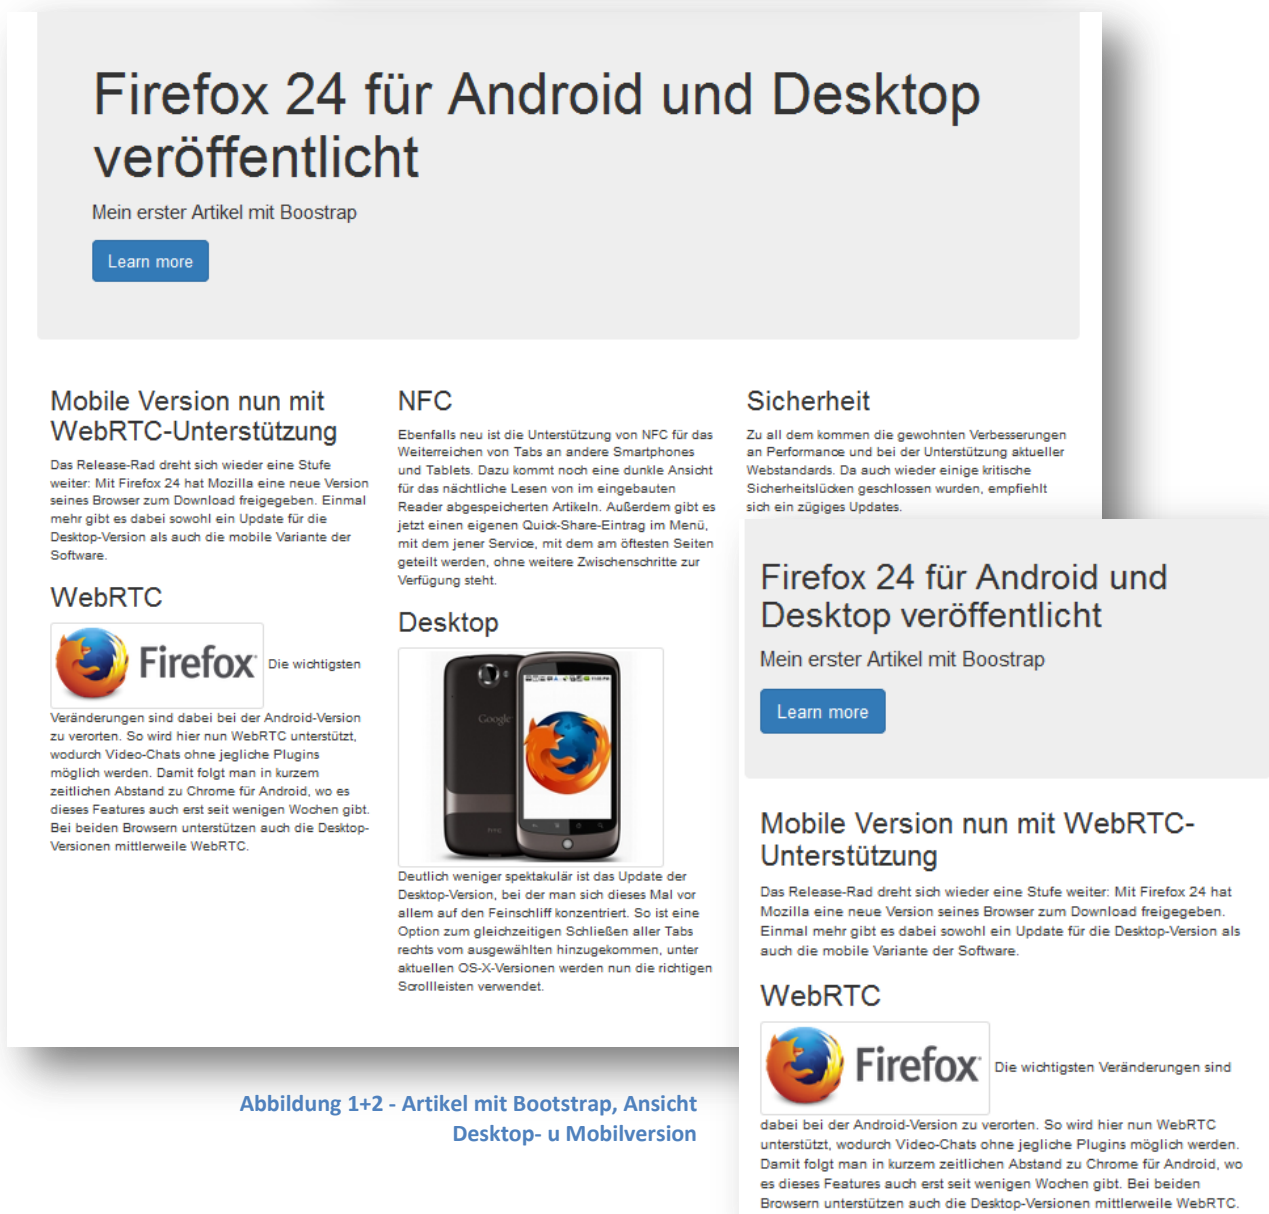 Firefox 24 für Android und Desktop
veröffentlicht
Mein erster Artikel mit Boostrap
Learn more
Mobile Version nun mit
WebRTC-Unterstützung
Das Release-Rad dreht sich wieder eine Stufe
weiter: Mit Firefox 24 hat Mozilla eine neue Version
seines Browser zum Download freigegeben. Einmal
mehr gibt es dabei sowohl ein Update für die
Desktop-Version als auch die mobile Variante der
Software.
WebRTC
Firefox
Die wichtigsten
Veränderungen sind dabei bei der Android-Version
zu verorten. So wird hier nun WebRTC unterstützt,
wodurch Video-Chats ohne jegliche Plugins
möglich werden. Damit folgt man in kurzem
zeitlichen Abstand zu Chrome für Android, wo es
dieses Features auch erst seit wenigen Wochen gibt.
Bei beiden Browsern unterstützen auch die Desktop-
Versionen mittlerweile WebRTC.
NFC
Ebenfalls neu ist die Unterstützung von NFC für das
Weiterreichen von Tabs an andere Smartphones
und Tablets. Dazu kommt noch eine dunkle Ansicht
für das nächtliche Lesen von im eingebauten
Reader abgespeicherten Artikeln. Außerdem gibt es
jetzt einen eigenen Quick-Share-Eintrag im Menü,
mit dem jener Service, mit dem am öftesten Seiten
geteilt werden, ohne weitere Zwischenschritte zur
Verfügung steht.
Desktop
Google
Deutlich weniger spektakulär ist das Update der
Desktop-Version, bei der man sich dieses Mal vor
allem auf den Feinschliff konzentriert. So ist eine
Option zum gleichzeitigen Schließen aller Tabs
rechts vom ausgewählten hinzugekommen, unter
aktuellen OS-X-Versionen werden nun die richtigen
Scrollleisten verwendet.
Sicherheit
Zu all dem kommen die gewohnten Verbesserungen
an Performance und bei der Unterstützung aktueller
Webstandards. Da auch wieder einige kritische
Sicherheitslücken geschlossen wurden, empfiehlt
sich ein zügiges Updates.
Firefox 24 für Android und
Desktop veröffentlicht
Mein erster Artikel mit Boostrap
Learn more
Mobile Version nun mit WebRTC-
Unterstützung
Das Release-Rad dreht sich wieder eine Stufe weiter: Mit Firefox 24 hat
Mozilla eine neue Version seines Browser zum Download freigegeben.
Einmal mehr gibt es dabei sowohl ein Update für die Desktop-Version als
auch die mobile Variante der Software.
WebRTC
Firefox
Die wichtigsten Veränderungen sind
dabei bei der Android-Version zu verorten. So wird hier nun WebRTC
unterstützt, wodurch Video-Chats ohne jegliche Plugins möglich werden.
Damit folgt man in kurzem zeitlichen Abstand zu Chrome für Android, wo
es dieses Features auch erst seit wenigen Wochen gibt. Bei beiden
Browsern unterstützen auch die Desktop-Versionen mittlerweile WebRTC.
Abbildung 1+2 - Artikel mit Bootstrap, Ansicht
Desktop- u Mobilversion